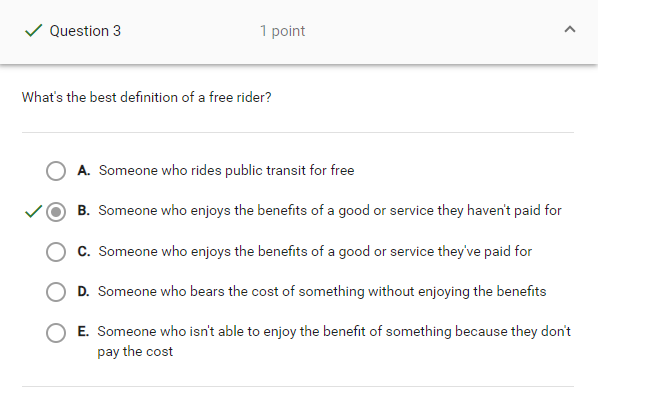 Question 3 1 point
What's the best definition of a free rider?
A. Someone who rides public transit for free
B. Someone who enjoys the benefits of a good or service they haven't paid for
C. Someone who enjoys the benefits of a good or service they've paid for
D. Someone who bears the cost of something without enjoying the benefits
E. Someone who isn't able to enjoy the benefit of something because they don't
pay the cost